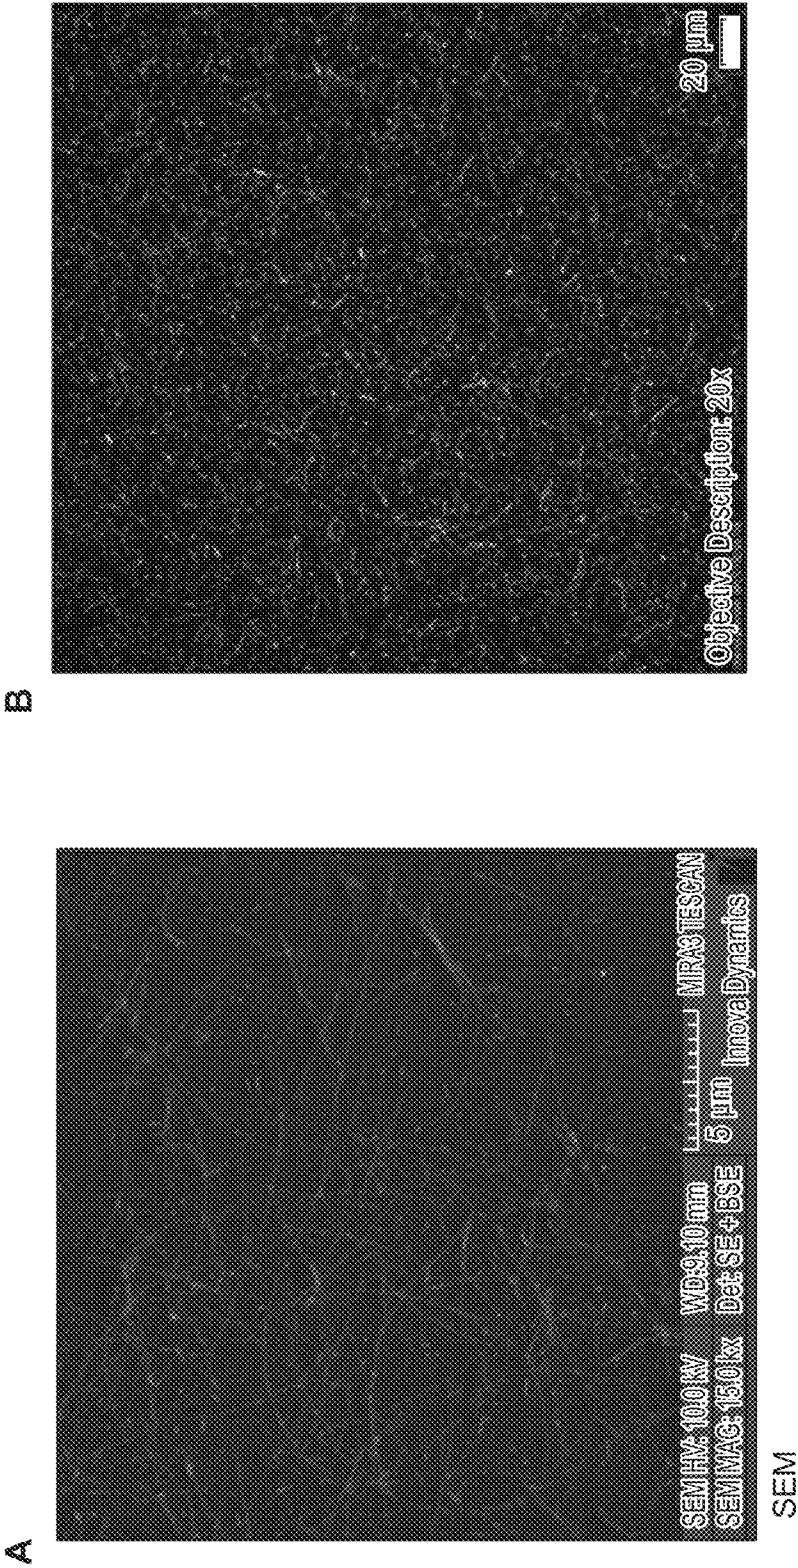 A
SEM HV: 10.0 kV WD: 9.10 mm MIRA3 TESCAN
SEM MAG: 15.0 kx Det: SE + BSE 5 µm Innova Dynamics
SEM
B
20 µm
Objective Description: 20x